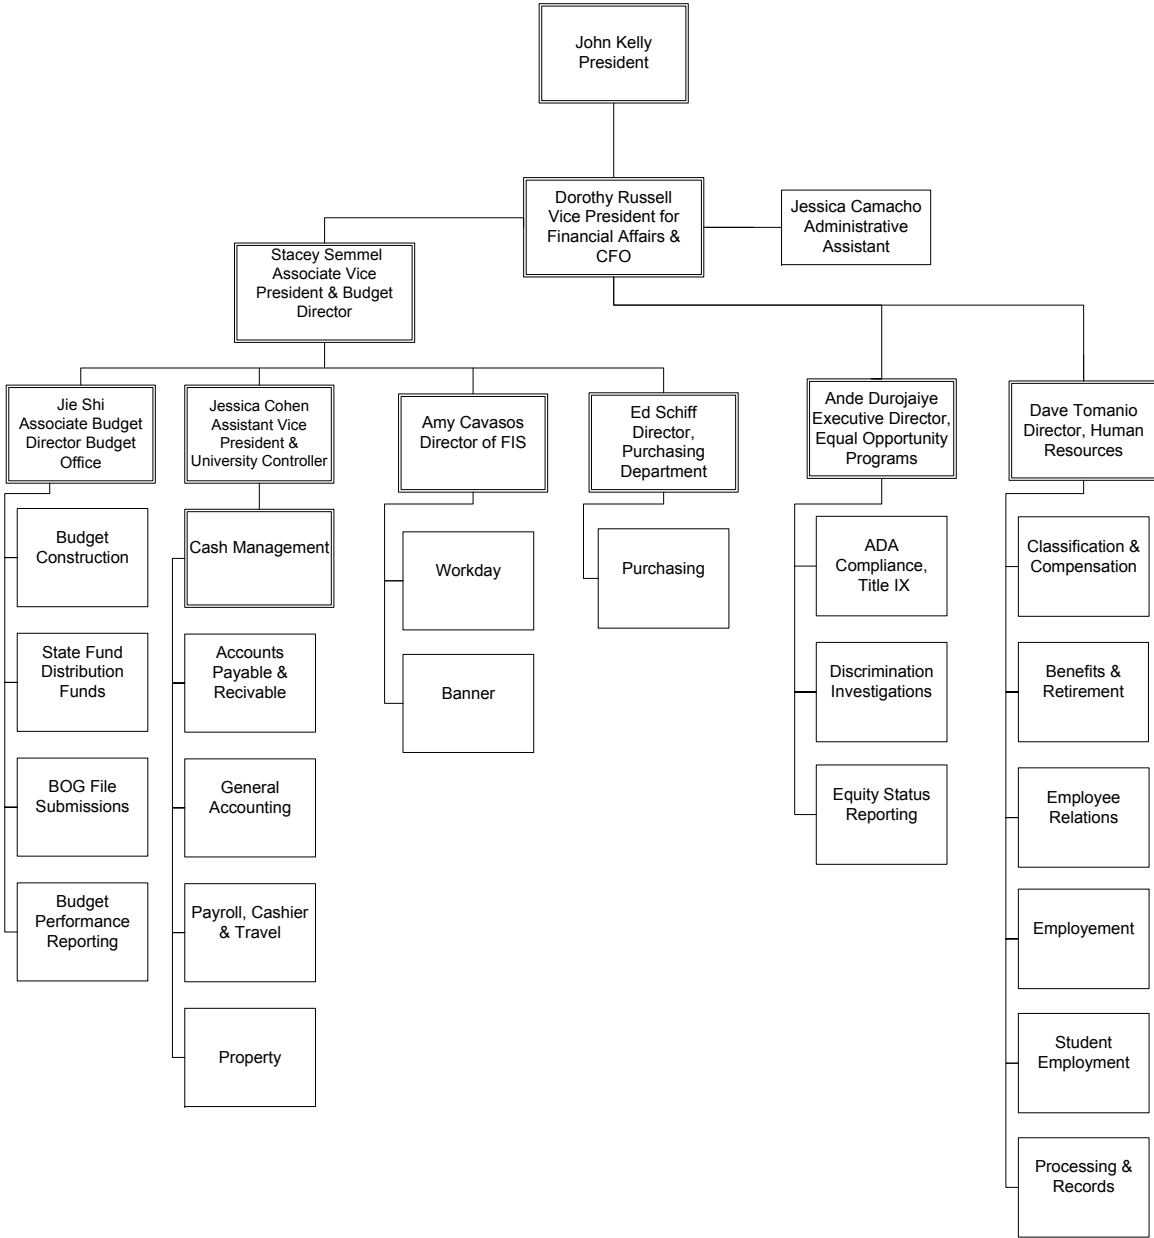 John Kelly
President
Dorothy Russell
Vice President for
Financial Affairs &
CFO
Jessica Camacho
Administrative
Assistant
Stacey Semmel
Associate Vice
President & Budget
Director
Jie Shi
Associate Budget
Director Budget
Office
Jessica Cohen
Assistant Vice
President &
University Controller
Amy Cavasos
Director of FIS
Ed Schiff
Director,
Purchasing
Department
Ande Durojaiye
Executive Director,
Equal Opportunity
Programs
Dave Tomanio
Director, Human
Resources
Budget
Construction
State Fund
Distribution
Funds
BOG File
Submissions
Budget
Performance
Reporting
Cash Management
Accounts
Payable &
Recivable
General
Accounting
Payroll, Cashier
& Travel
Property
Workday
Banner
Purchasing
ADA
Compliance,
Title IX
Discrimination
Investigations
Equity Status
Reporting
Classification &
Compensation
Benefits &
Retirement
Employee
Relations
Employement
Student
Employment
Processing &
Records